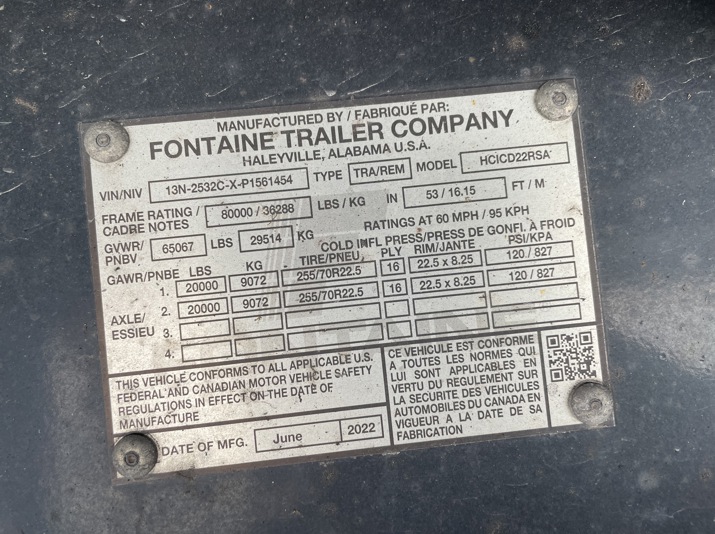 MANUFACTURED BY / FABRIQUÉ PAR:
FONTAINE TRAILER COMPANY
HALEYVILLE, ALABAMA U.S.A.
VIN/NIV 13N-2532C-X-P1561454 TYPE TRA/REM MODEL HCICD22RSA
FRAME RATING / CADRE NOTES 80000 / 36288 LBS / KG IN 53 / 16.15 FT / M
GVWR/ PNBV 65067 LBS 29514 KG RATINGS AT 60 MPH / 95 KPH
COLD INFL PRESS/PRESS DE GONFL. À FROID
GAWR/PNBE LBS KG TIRE/PNEU PLY RIM/JANTE PSI/KPA
1. 20000 9072 255/70R22.5 16 22.5 x 8.25 120 / 827
AXLE/ ESSIEU
2. 20000 9072 255/70R22.5 16 22.5 x 8.25 120 / 827
3.
4.
THIS VEHICLE CONFORMS TO ALL APPLICABLE U.S.
FEDERAL AND CANADIAN MOTOR VEHICLE SAFETY
REGULATIONS IN EFFECT ON THE DATE OF
MANUFACTURE
CE VEHICULE EST CONFORME
A TOUTES LES NORMES QUI
LUI SONT APPLICABLES EN
VERTU DU REGULEMENT SUR
LA SECURITE DES VEHICULES
AUTOMOBILES DU CANADA EN
VIGUEUR A LA DATE DE SA
FABRICATION
DATE OF MFG. June 2022